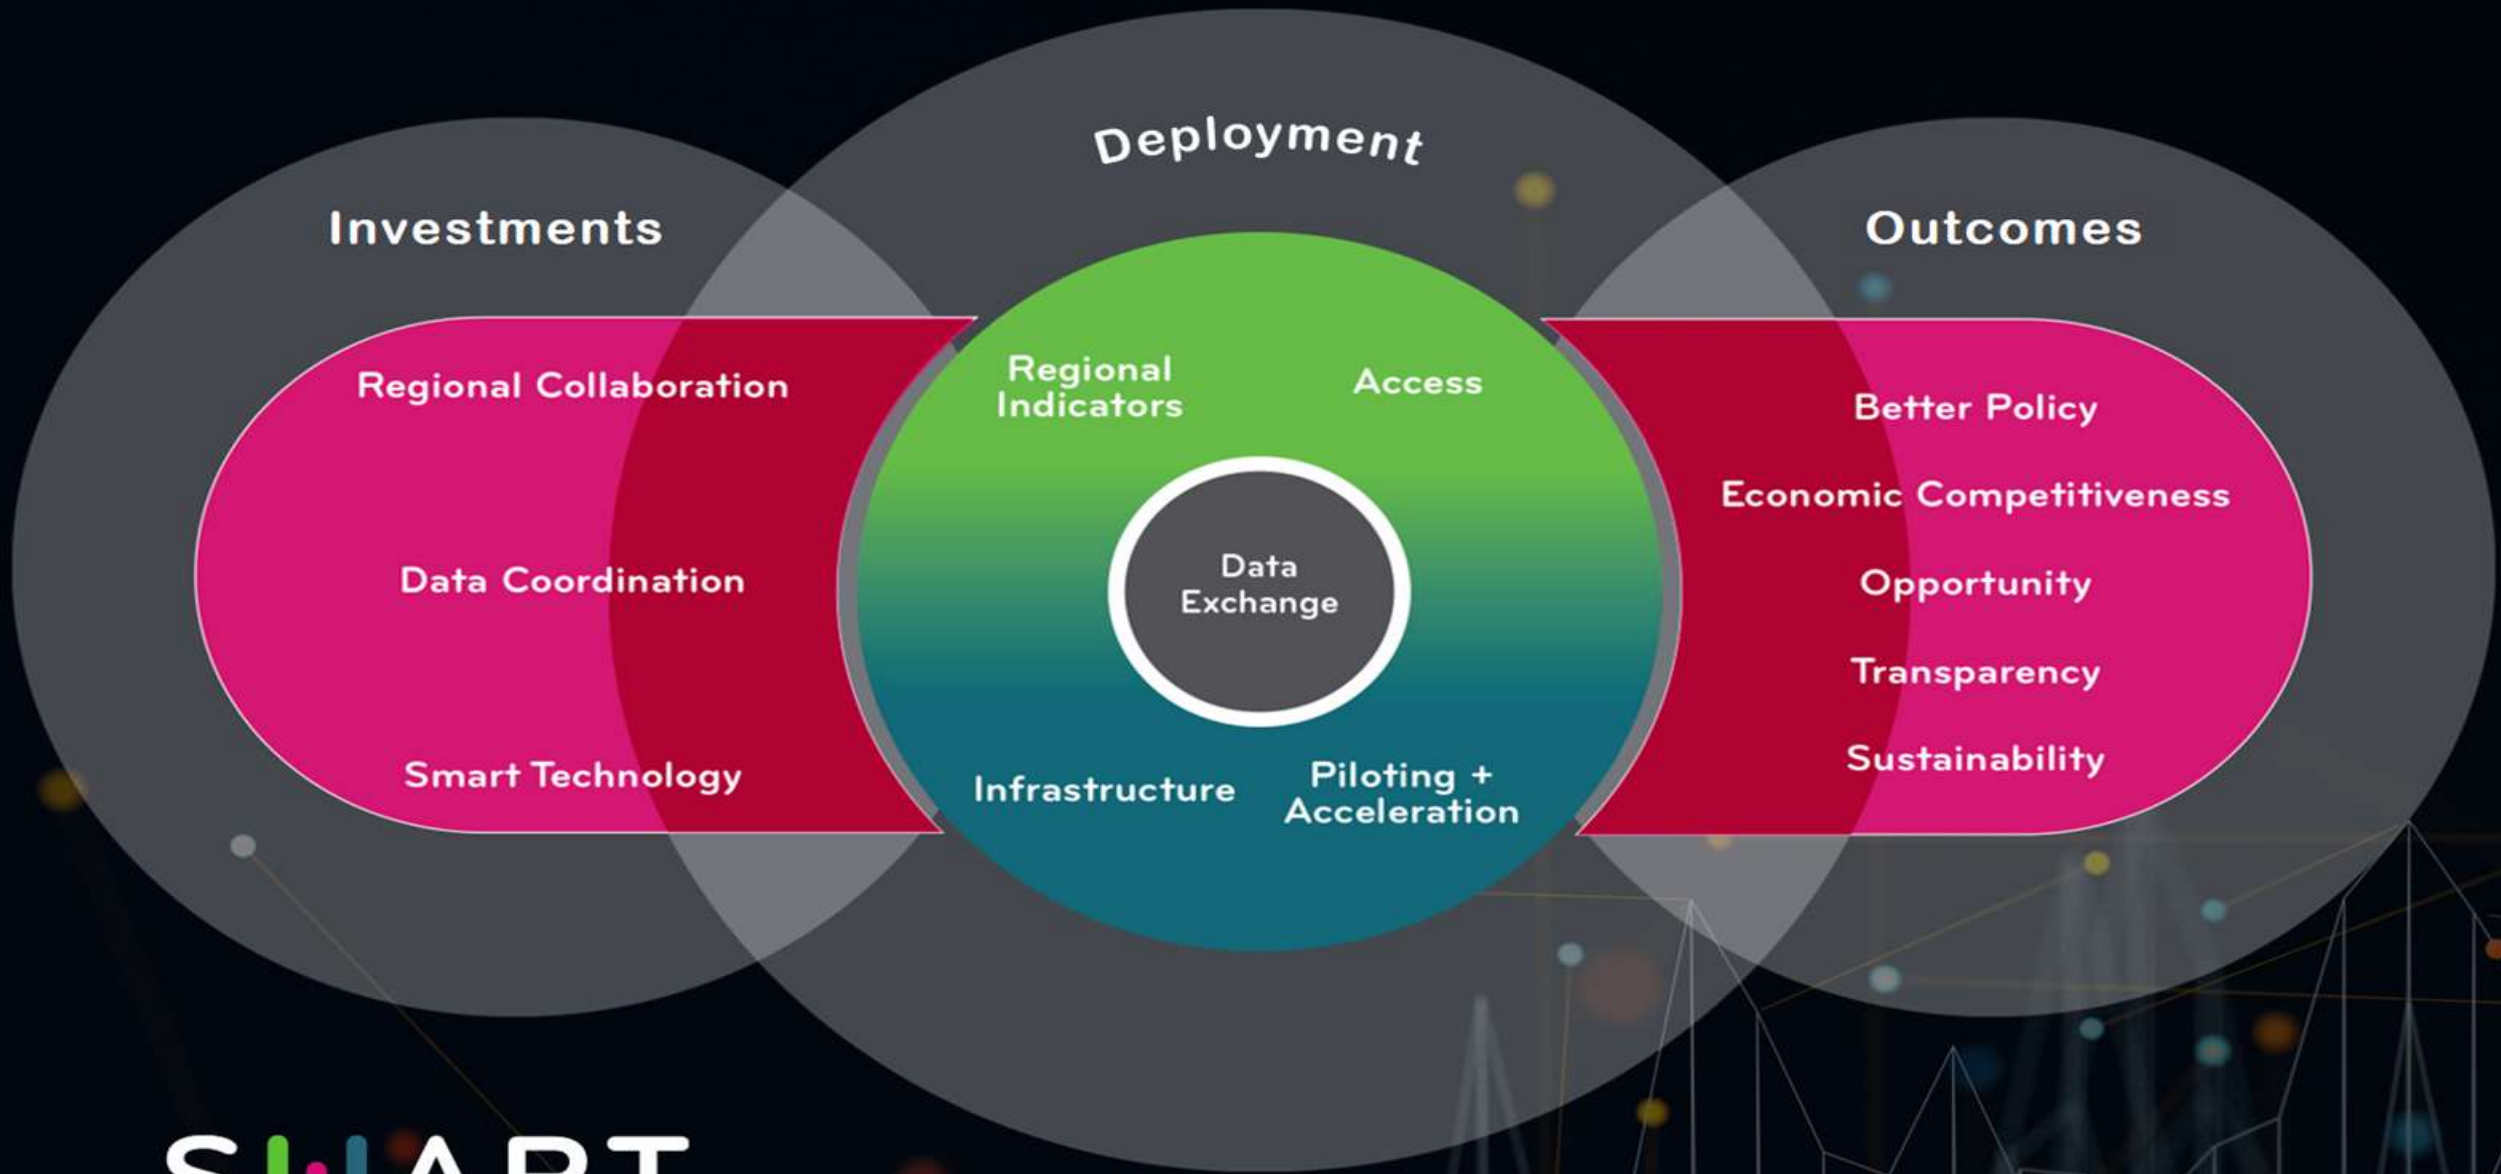 Deployment
Investments
Regional Collaboration
Data Coordination
Smart Technology
Regional
Indicators
Access
Data
Exchange
Infrastructure
Piloting +
Acceleration
Outcomes
Better Policy
Economic Competitiveness
Opportunity
Transparency
Sustainability
SMART